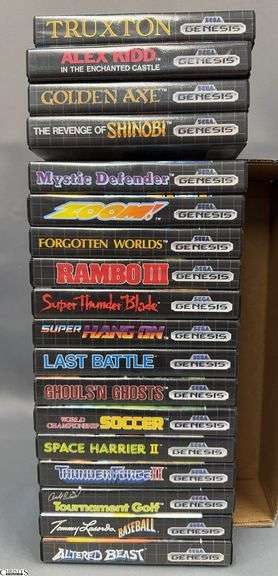 TRUXTON SEGA GENESIS
ALEX KIDD SEGA GENESIS
IN THE ENCHANTED CASTLE
GOLDEN AXE SEGA GENESIS
THE REVENGE OF SHINOBI SEGA GENESIS
Mystic Defender SEGA GENESIS
ZOOM! SEGA GENESIS
FORGOTTEN WORLDS SEGA GENESIS
RAMBO III SEGA GENESIS
Super Thunder Blade SEGA GENESIS
SUPER HANG-ON SEGA GENESIS
LAST BATTLE SEGA GENESIS
GHOULS'N GHOSTS SEGA GENESIS
WORLD CHAMPIONSHIP SOCCER SEGA GENESIS
SPACE HARRIER II SEGA GENESIS
THUNDER FORCE II SEGA GENESIS
Arnold Palmer
Tournament Golf SEGA GENESIS
Tommy Lasorda BASEBALL SEGA GENESIS
ALTERED BEAST SEGA GENESIS